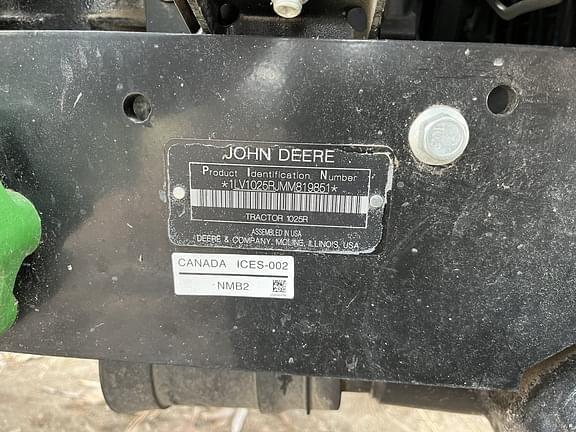 JOHN DEERE
Product Identification Number
*1LV1025RJMM819851*
TRACTOR 1025R
ASSEMBLED IN USA
DEERE & COMPANY, MOLINE, ILLINOIS, USA
CANADA ICES-002
NMB2